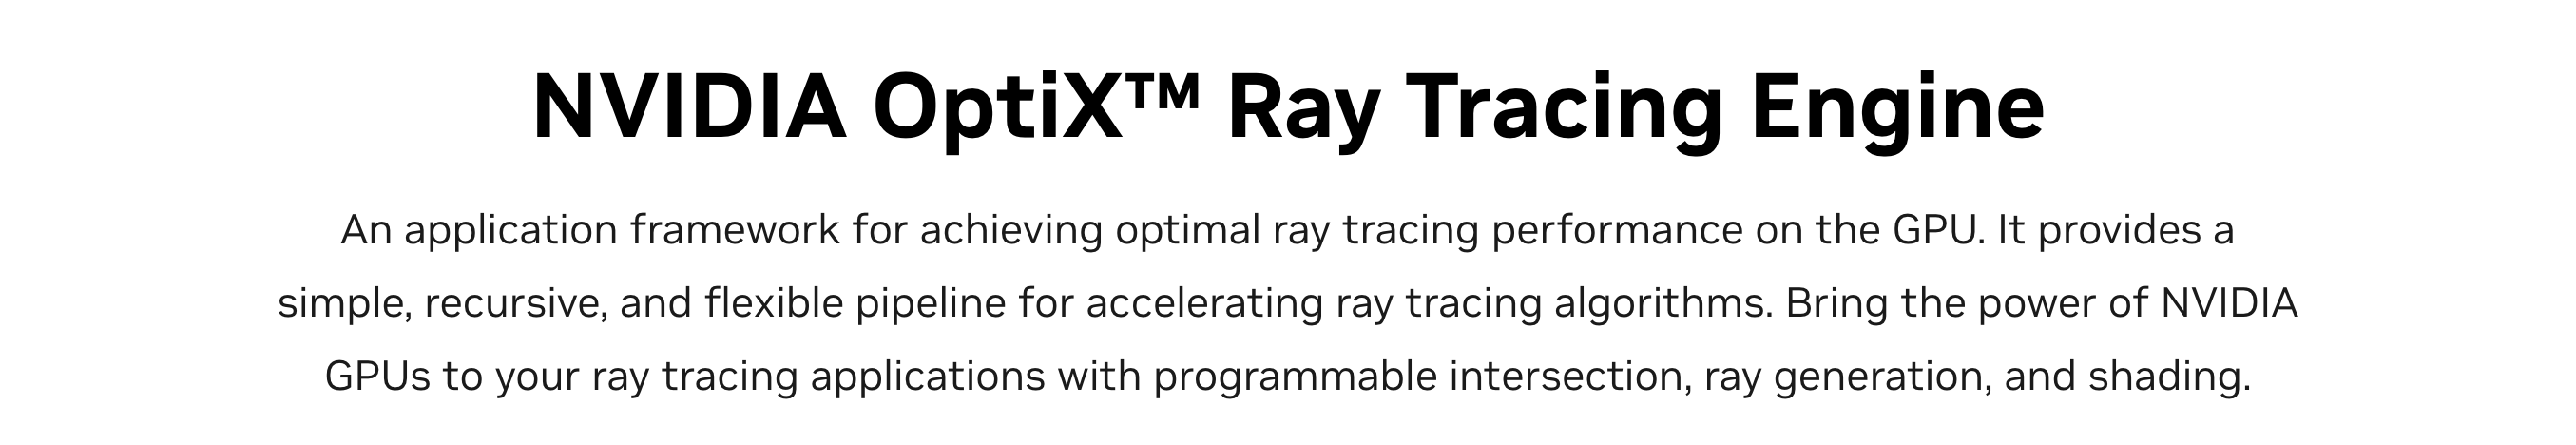 NVIDIA OptiX™ Ray Tracing Engine
An application framework for achieving optimal ray tracing performance on the GPU. It provides a
simple, recursive, and flexible pipeline for accelerating ray tracing algorithms. Bring the power of NVIDIA
GPUs to your ray tracing applications with programmable intersection, ray generation, and shading.